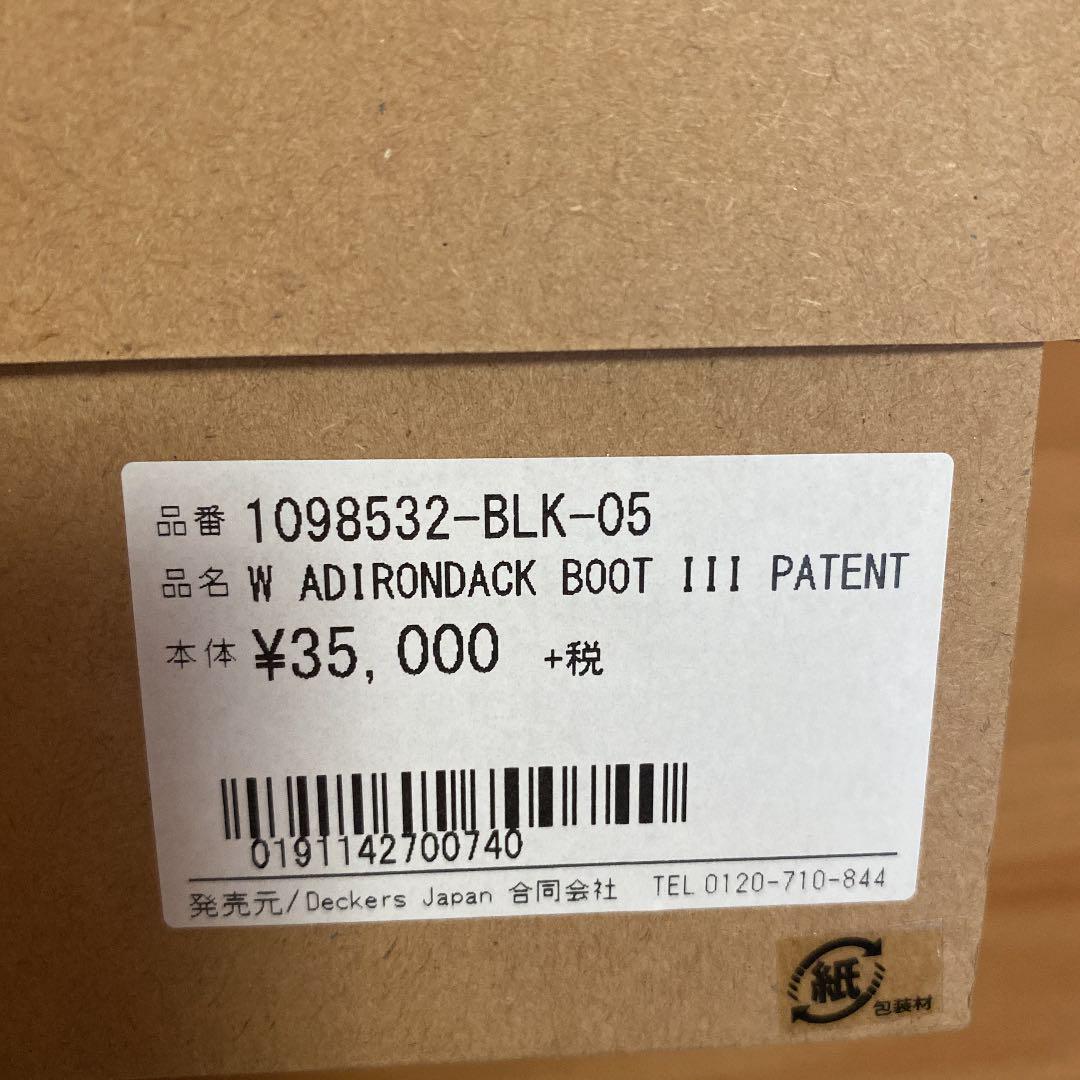 品番 1098532-BLK-05
品名 W ADIRONDACK BOOT III PATENT
本体 ¥35,000 +税
0191142700740
発売元/Deckers Japan 合同会社 TEL 0120-710-844
紙
包装材